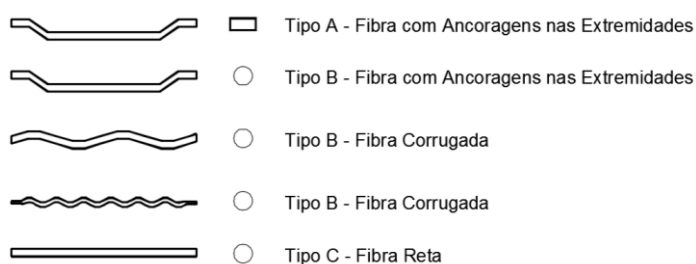 Tipo A - Fibra com Ancoragens nas Extremidades
Tipo B - Fibra com Ancoragens nas Extremidades
Tipo B - Fibra Corrugada
Tipo B - Fibra Corrugada
Tipo C - Fibra Reta